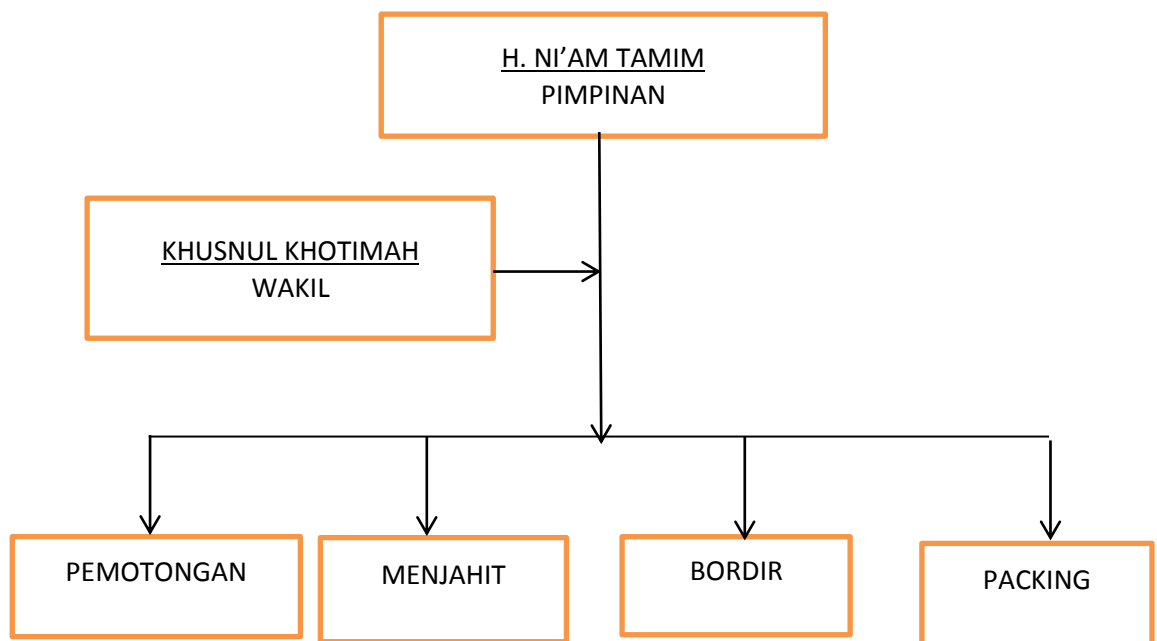 H. NI’AM TAMIM
PIMPINAN
KHUSNUL KHOTIMAH
WAKIL
PEMOTONGAN
MENJAHIT
BORDIR
PACKING